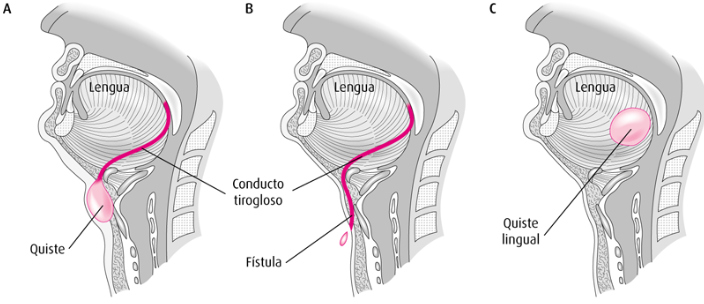 A
B
C
Lengua
Lengua
Lengua
Conducto
tirogloso
Quiste
Fístula
Quiste
lingual